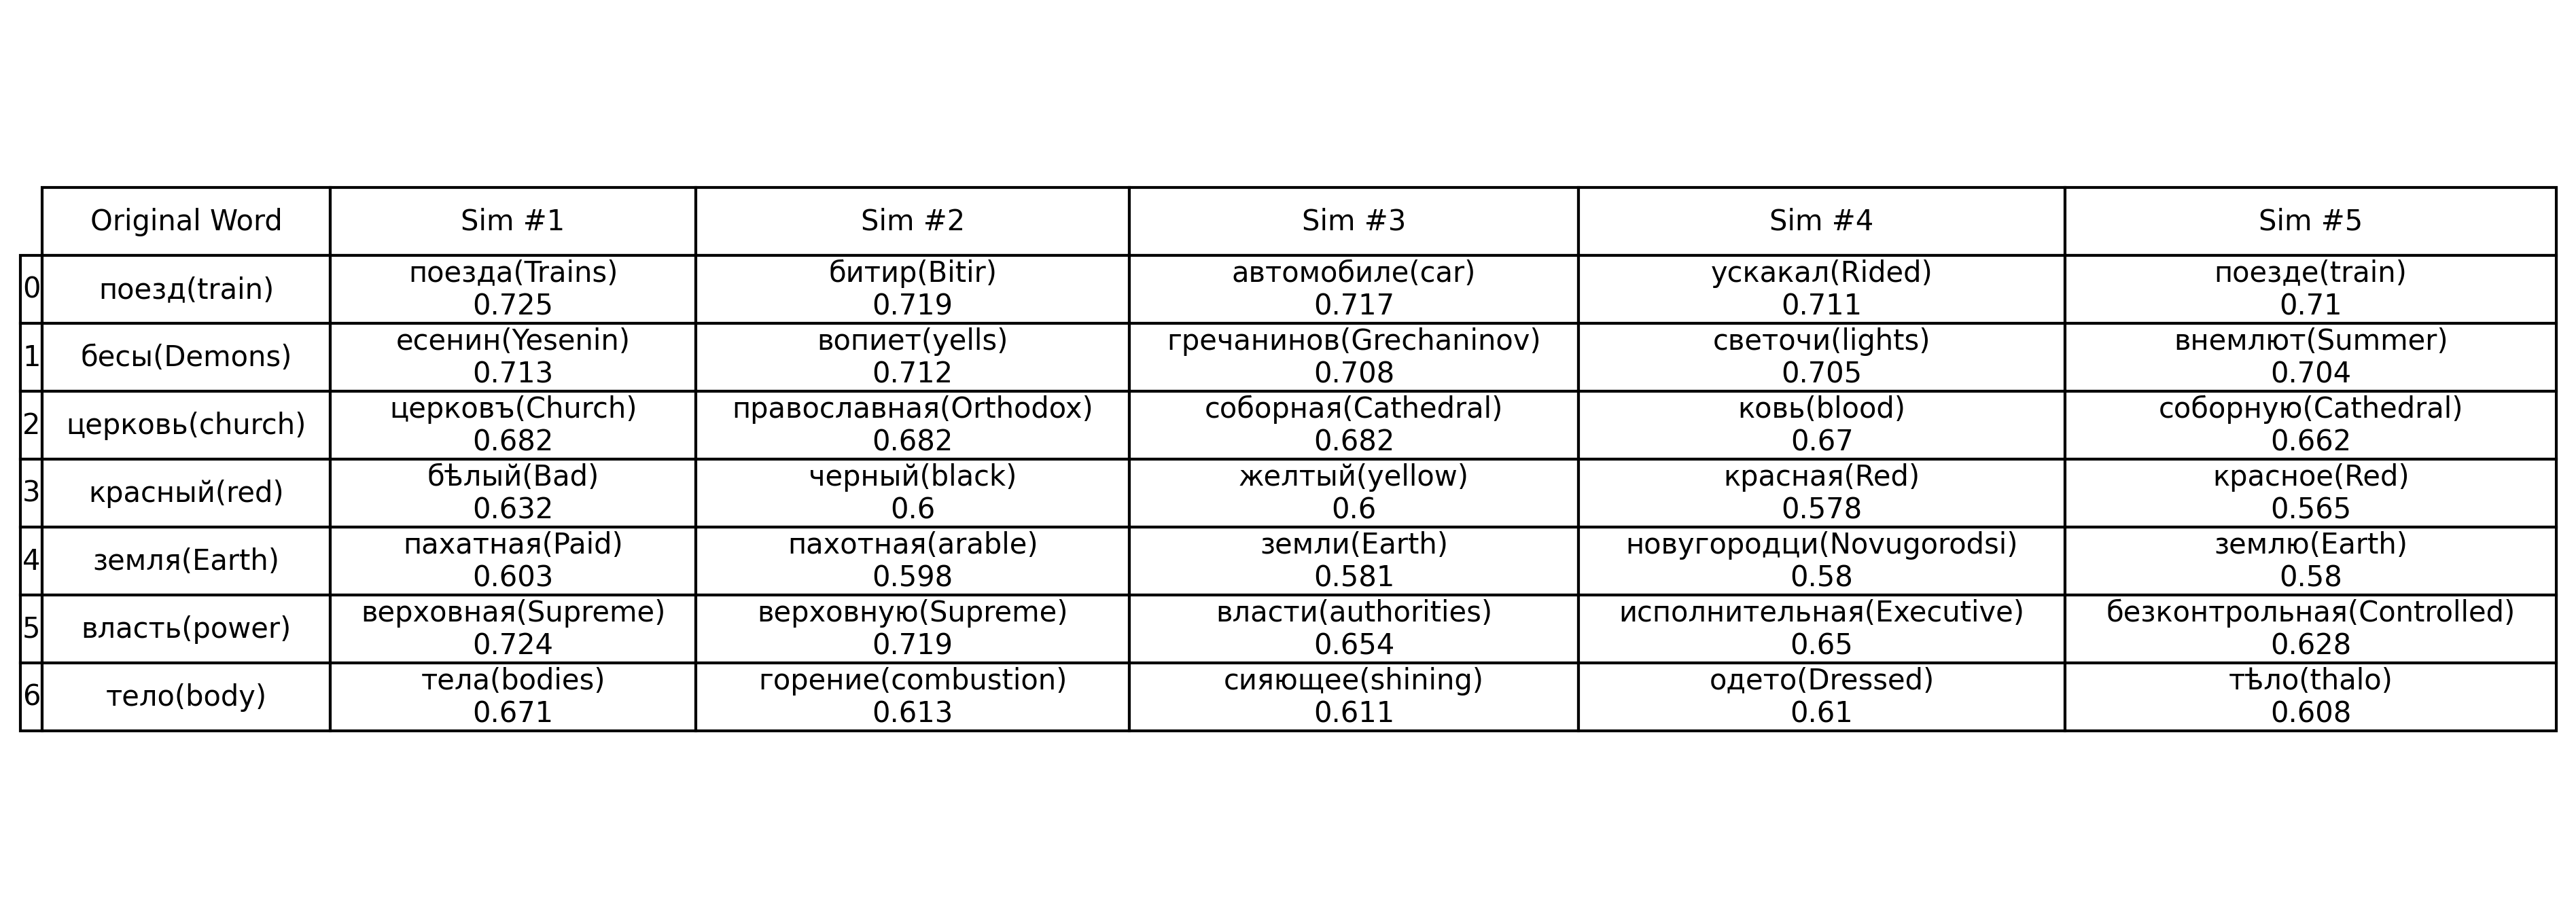 Original Word Sim #1 Sim #2 Sim #3 Sim #4 Sim #5
0 поезд(train) поезда(Trains) битир(Bitir) автомобиле(car) ускакал(Rided) поезде(train)
0.725 0.719 0.717 0.711 0.71
1 бесы(Demons) есенин(Yesenin) вопиет(yells) гречанинов(Grechaninov) светочи(lights) внемлют(Summer)
0.713 0.712 0.708 0.705 0.704
2 церковь(church) церковъ(Church) православная(Orthodox) соборная(Cathedral) ковь(blood) соборную(Cathedral)
0.682 0.682 0.682 0.67 0.662
3 красный(red) бѣлый(Bad) черный(black) желтый(yellow) красная(Red) красное(Red)
0.632 0.6 0.6 0.578 0.565
4 земля(Earth) пахатная(Paid) пахотная(arable) земли(Earth) новугородци(Novugorodsi) землю(Earth)
0.603 0.598 0.581 0.58 0.58
5 власть(power) верховная(Supreme) верховную(Supreme) власти(authorities) исполнительная(Executive) безконтрольная(Controlled)
0.724 0.719 0.654 0.65 0.628
6 тело(body) тела(bodies) горение(combustion) сияющее(shining) одето(Dressed) тѣло(thalo)
0.671 0.613 0.611 0.61 0.608